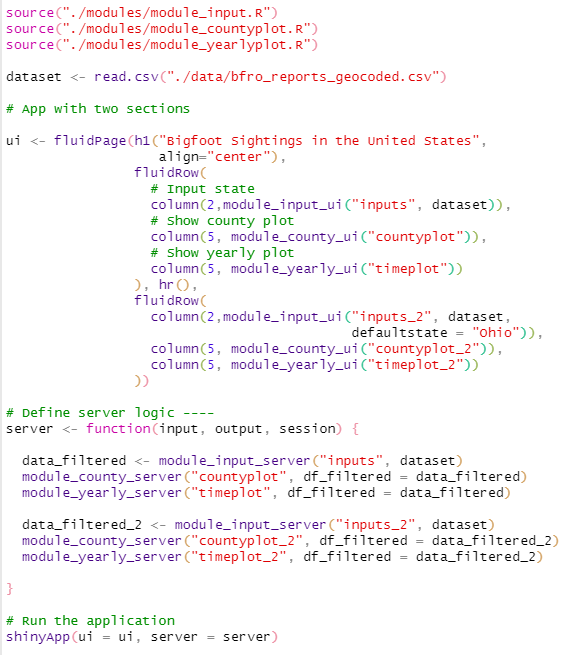 source("./modules/module_input.R")
source("./modules/module_countyplot.R")
source("./modules/module_yearlyplot.R")

dataset <- read.csv("./data/bfro_reports_geocoded.csv")

# App with two sections

ui <- fluidPage(h1("Bigfoot Sightings in the United States",
                   align="center"),
                fluidRow(
                  # Input state
                  column(2,module_input_ui("inputs", dataset)),
                  # Show county plot
                  column(5, module_county_ui("countyplot")),
                  # Show yearly plot
                  column(5, module_yearly_ui("timeplot"))
                ), hr(),
                fluidRow(
                  column(2,module_input_ui("inputs_2", dataset,
                                           defaultstate = "Ohio")),
                  column(5, module_county_ui("countyplot_2")),
                  column(5, module_yearly_ui("timeplot_2"))
                ))

# Define server logic ----
server <- function(input, output, session) {

  data_filtered <- module_input_server("inputs", dataset)
  module_county_server("countyplot", df_filtered = data_filtered)
  module_yearly_server("timeplot", df_filtered = data_filtered)

  data_filtered_2 <- module_input_server("inputs_2", dataset)
  module_county_server("countyplot_2", df_filtered = data_filtered_2)
  module_yearly_server("timeplot_2", df_filtered = data_filtered_2)

}

# Run the application
shinyApp(ui = ui, server = server)